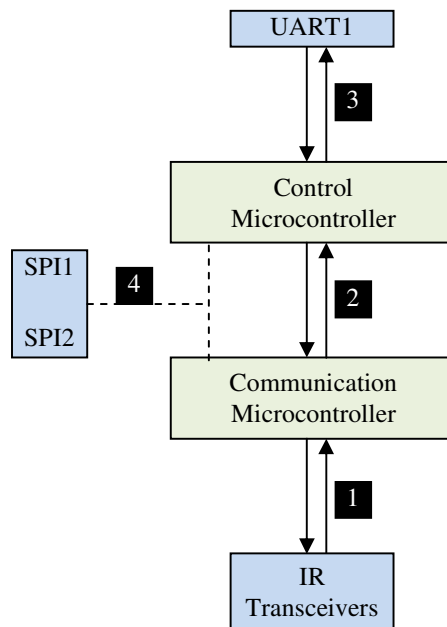 UART1
3
Control
Microcontroller
SPI1
4
2
SPI2
Communication
Microcontroller
1
IR
Transceivers